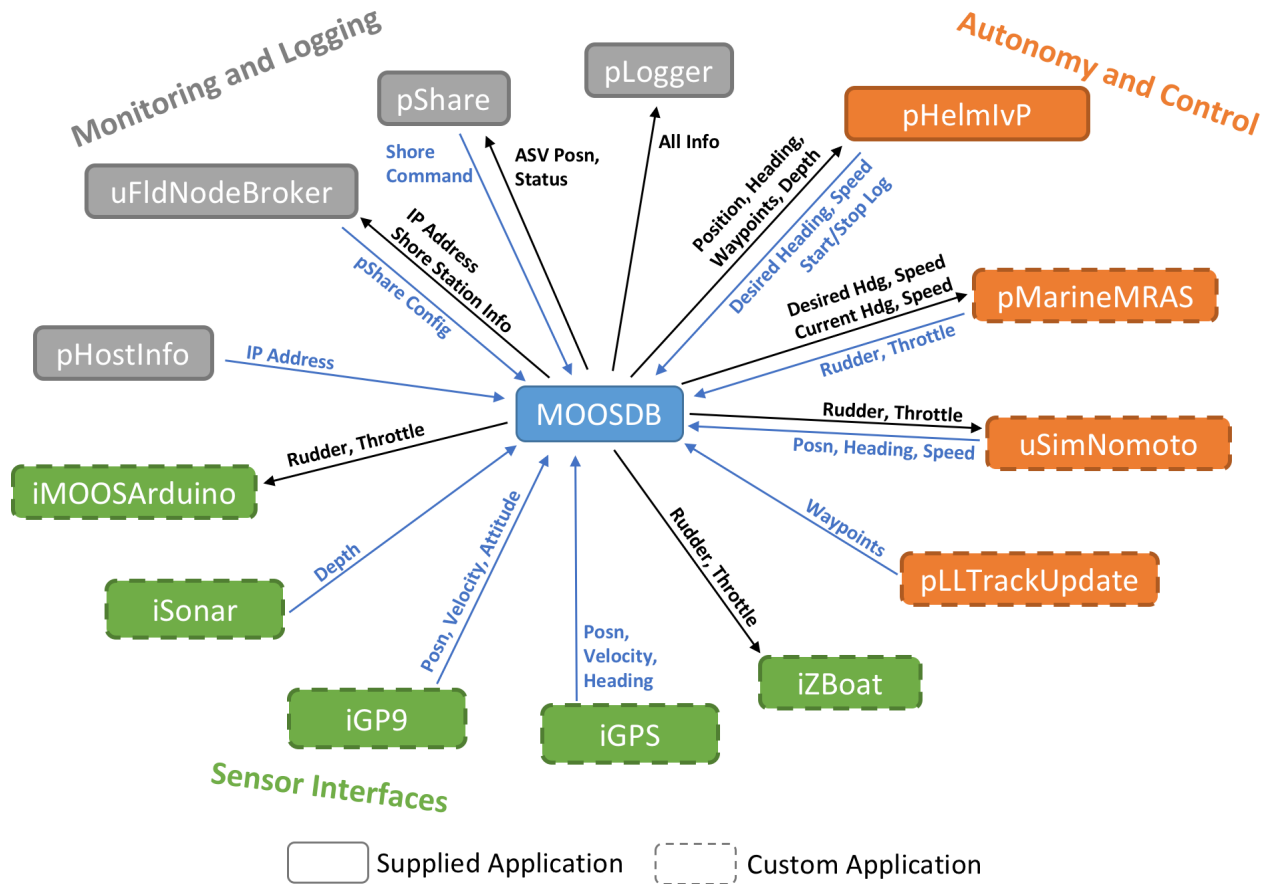 Monitoring and Logging
Autonomy and Control
pShare
pLogger
pHelmIvP
uFldNodeBroker
Shore
Command
ASV Posn,
Status
All Info
Position, Heading,
Waypoints, Depth
Desired Heading, Speed
Start/Stop Log
IP Address
Shore Station Info
pShare Config
Desired Hdg, Speed
Current Hdg, Speed
pMarineMRAS
Rudder, Throttle
pHostInfo
IP Address
MOOSDB
Rudder, Throttle
Posn, Heading, Speed
uSimNomoto
Rudder, Throttle
iMOOSArduino
Waypoints
pLLTrackUpdate
Depth
iSonar
Posn, Velocity, Attitude
Rudder, Throttle
Posn,
Velocity,
Heading
iGP9
iGPS
iZBoat
Sensor Interfaces
Supplied Application
Custom Application